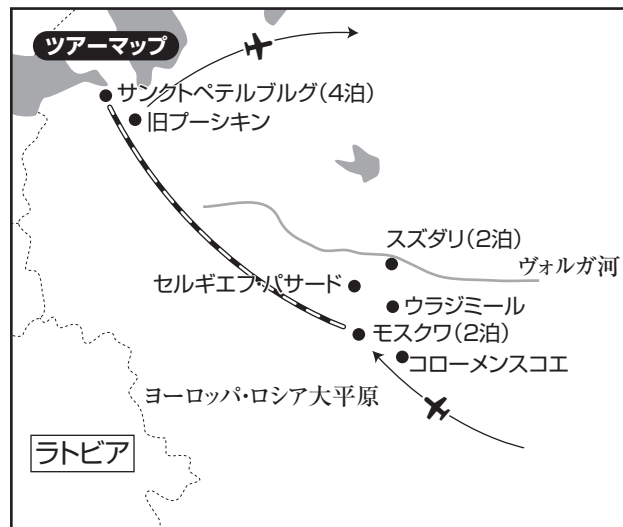 ツアーマップ
サンクトペテルブルグ(4泊)
旧プーシキン
スズダリ(2泊)
ヴォルガ河
セルギエフ・パサード
ウラジミール
モスクワ(2泊)
コローメンスコエ
ヨーロッパ・ロシア大平原
ラトビア